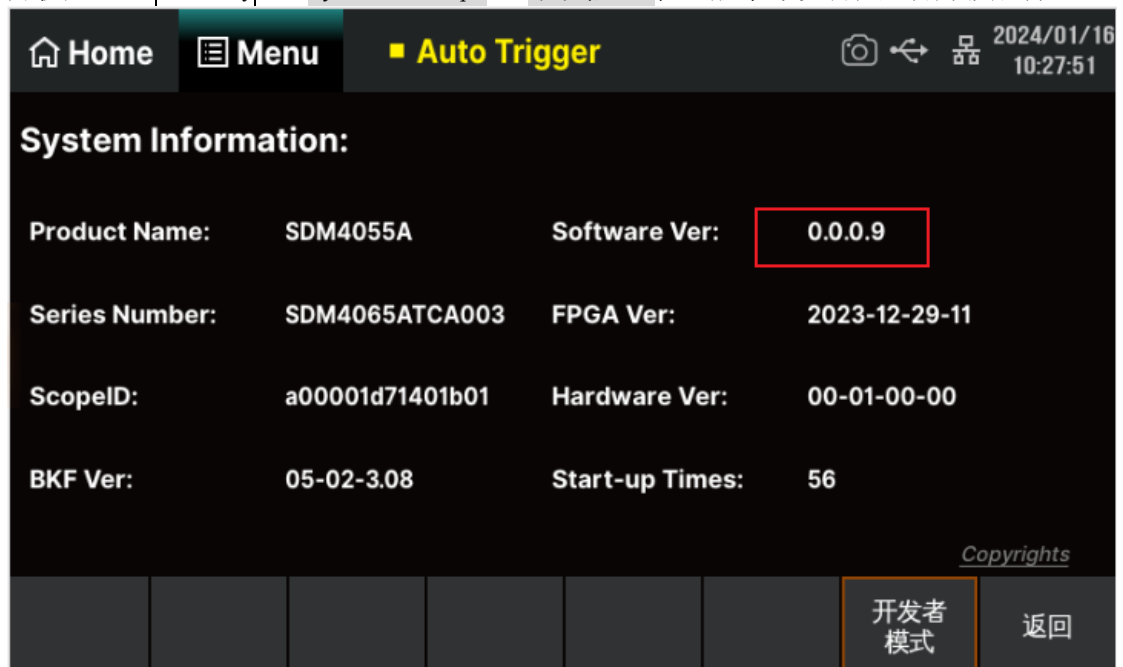 Home Menu Auto Trigger 2024/01/16
10:27:51
System Information:
Product Name: SDM4055A Software Ver: 0.0.0.9
Series Number: SDM4065ATCA003 FPGA Ver: 2023-12-29-11
ScopeID: a00001d71401b01 Hardware Ver: 00-01-00-00
BKF Ver: 05-02-3.08 Start-up Times: 56
Copyrights
开发者
模式
返回